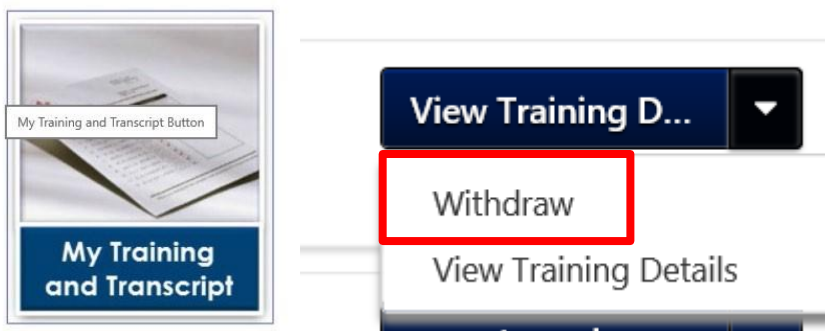 My Training and Transcript Button
My Training
and Transcript
View Training D...
Withdraw
View Training Details